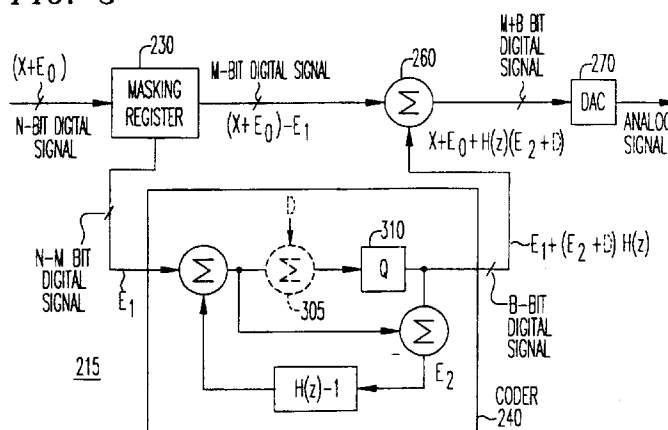 FIG. 3
(X+E₀)
N-BIT DIGITAL
SIGNAL
230
MASKING
REGISTER
M-BIT DIGITAL SIGNAL
(X+E₀)-E₁
260
Σ
X+E₀+H(z)(E₂+D)
M+B BIT
DIGITAL
SIGNAL
270
DAC
ANALOG
SIGNAL
N-M BIT
DIGITAL
SIGNAL
E₁
Σ
D
Σ
305
310
Q
E₁+(E₂+D) H(z)
B-BIT
DIGITAL
SIGNAL
Σ
-
E₂
H(z)-1
215
CODER
240